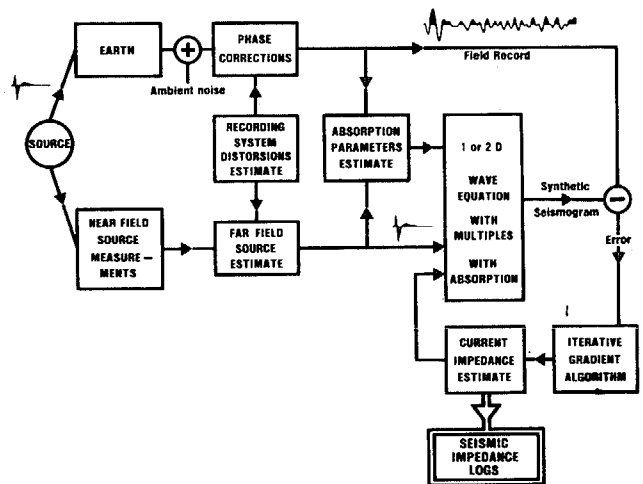 EARTH
PHASE
CORRECTIONS
Field Record
Ambient noise
SOURCE
RECORDING
SYSTEM
DISTORSIONS
ESTIMATE
ABSORPTION
PARAMETERS
ESTIMATE
1 or 2 D
WAVE
EQUATION
WITH
MULTIPLES
WITH
ABSORPTION
Synthetic
Seismogram
Error
NEAR FIELD
SOURCE
MEASURE-
MENTS
FAR FIELD
SOURCE
ESTIMATE
CURRENT
IMPEDANCE
ESTIMATE
ITERATIVE
GRADIENT
ALGORITHM
SEISMIC
IMPEDANCE
LOGS